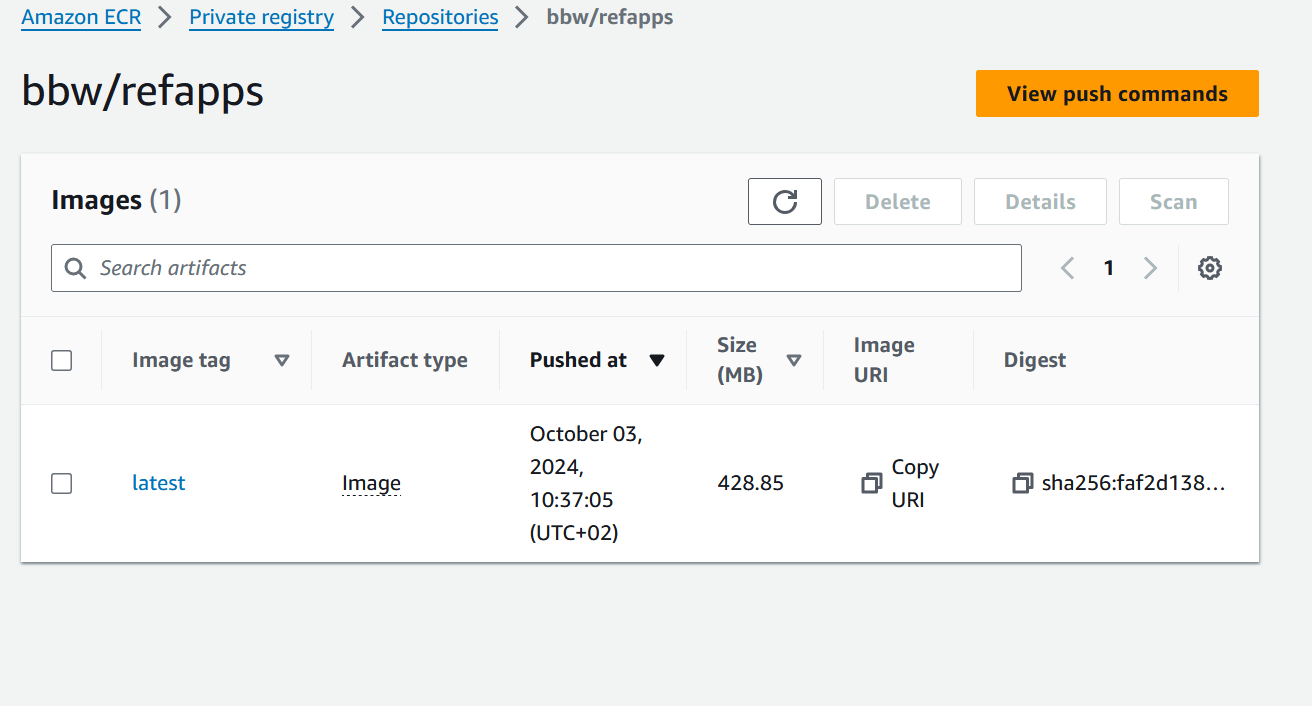 Amazon ECR > Private registry > Repositories > bbw/refapps
bbw/refapps
View push commands
Images (1)
Delete
Details
Scan
Search artifacts
1
Image tag
Artifact type
Pushed at
Size (MB)
Image URI
Digest
latest
Image
October 03,
2024,
10:37:05
(UTC+02)
428.85
Copy
URI
sha256:faf2d138...